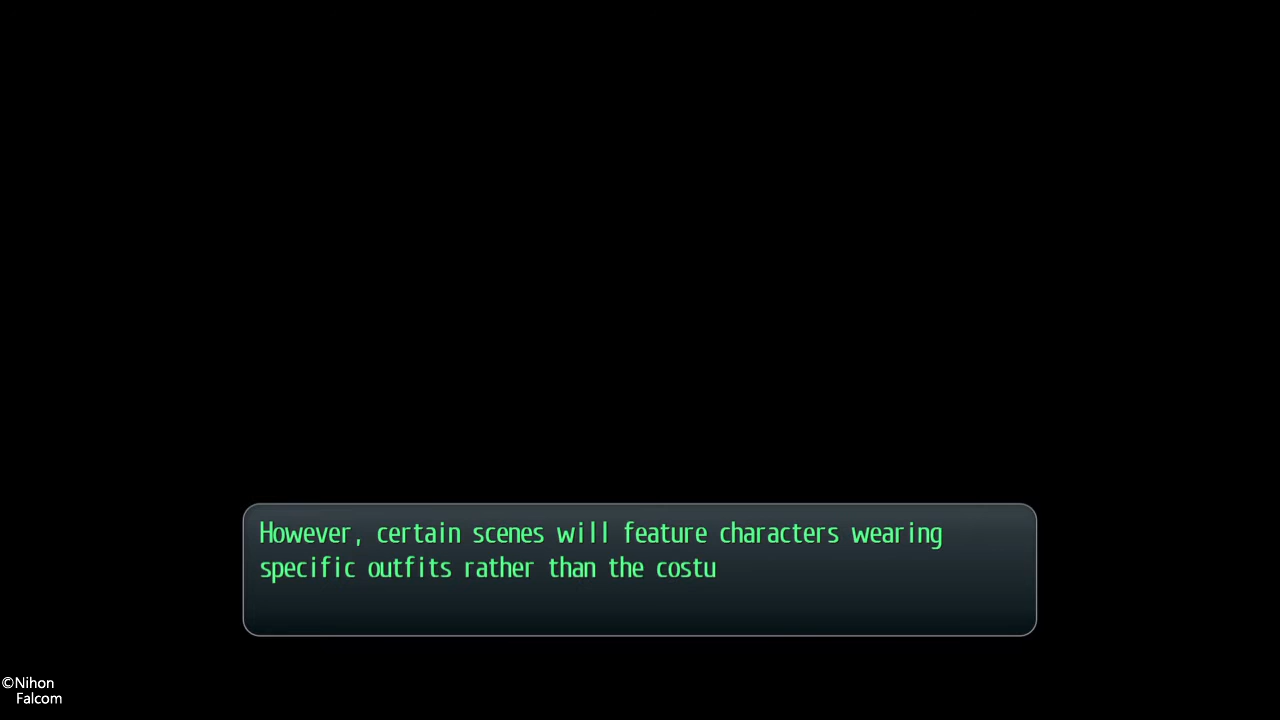 However, certain scenes will feature characters wearing
specific outfits rather than the costu
©Nihon
Falcom